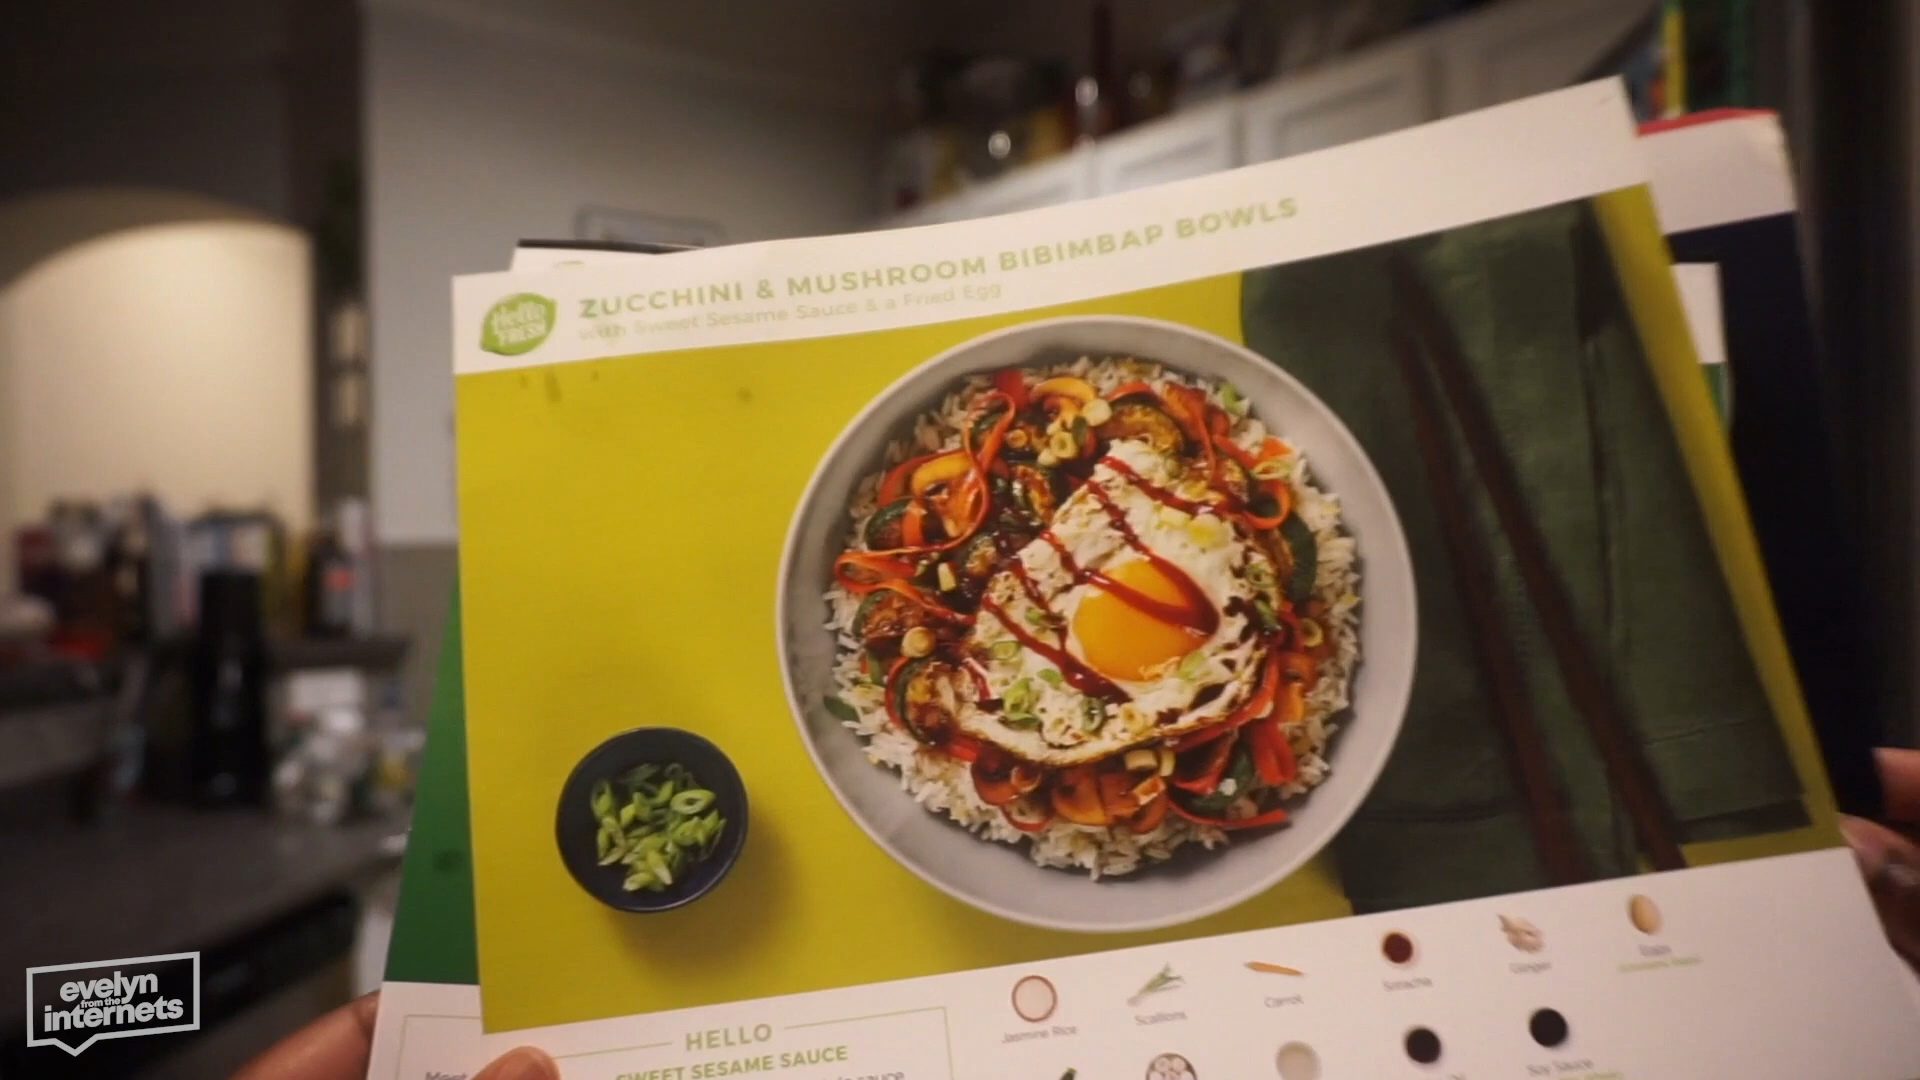 ZUCCHINI & MUSHROOM BIBIMBAP BOWLS
with Sweet Sesame Sauce & a Fried Egg
Hello
FRESH
Jasmine Rice
Scallions
Carrot
Sriracha
Ginger
Soy Sauce
HELLO
SWEET SESAME SAUCE
sauce
evelyn
from the
internets